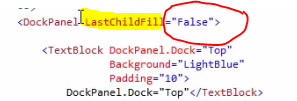 <DockPanel LastChildFill="False">
<TextBlock DockPanel.Dock="Top"
Background="LightBlue"
Padding="10">
DockPanel.Dock="Top"</TextBlock>